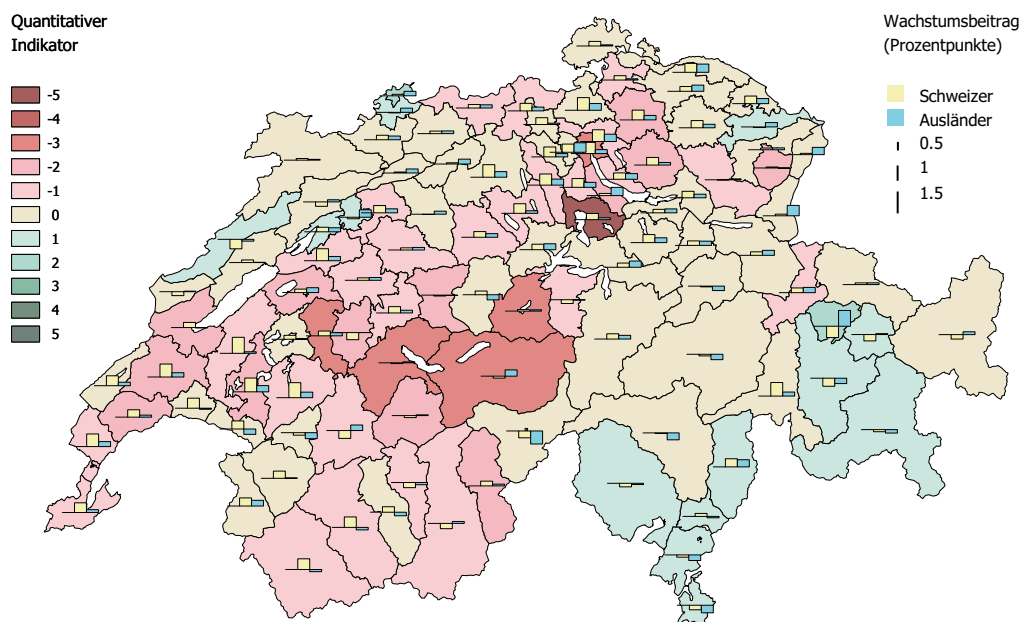 Quantitativer
Indikator
-5
-4
-3
-2
-1
0
1
2
3
4
5
Wachstumsbeitrag
(Prozentpunkte)
Schweizer
Ausländer
0.5
1
1.5